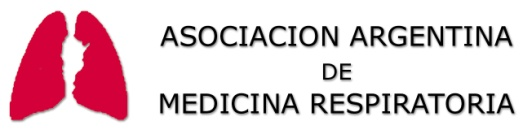 ASOCIACION ARGENTINA
DE
MEDICINA RESPIRATORIA